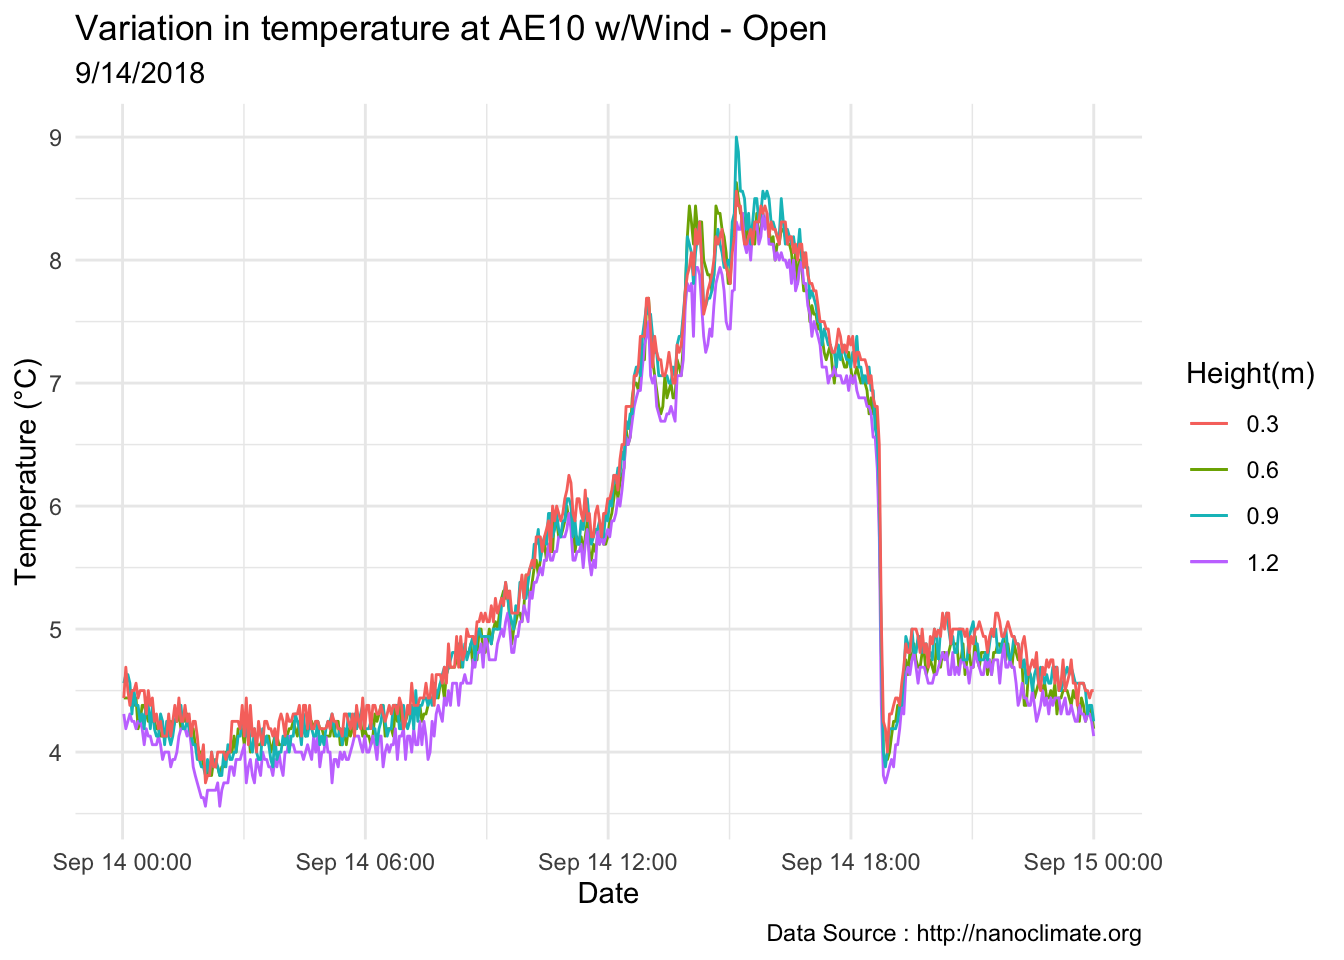 Variation in temperature at AE10 w/Wind - Open
9/14/2018
Temperature (°C)
9
8
7
6
5
4
Sep 14 00:00
Sep 14 06:00
Sep 14 12:00
Sep 14 18:00
Sep 15 00:00
Date
Height(m)
0.3
0.6
0.9
1.2
Data Source : http://nanoclimate.org